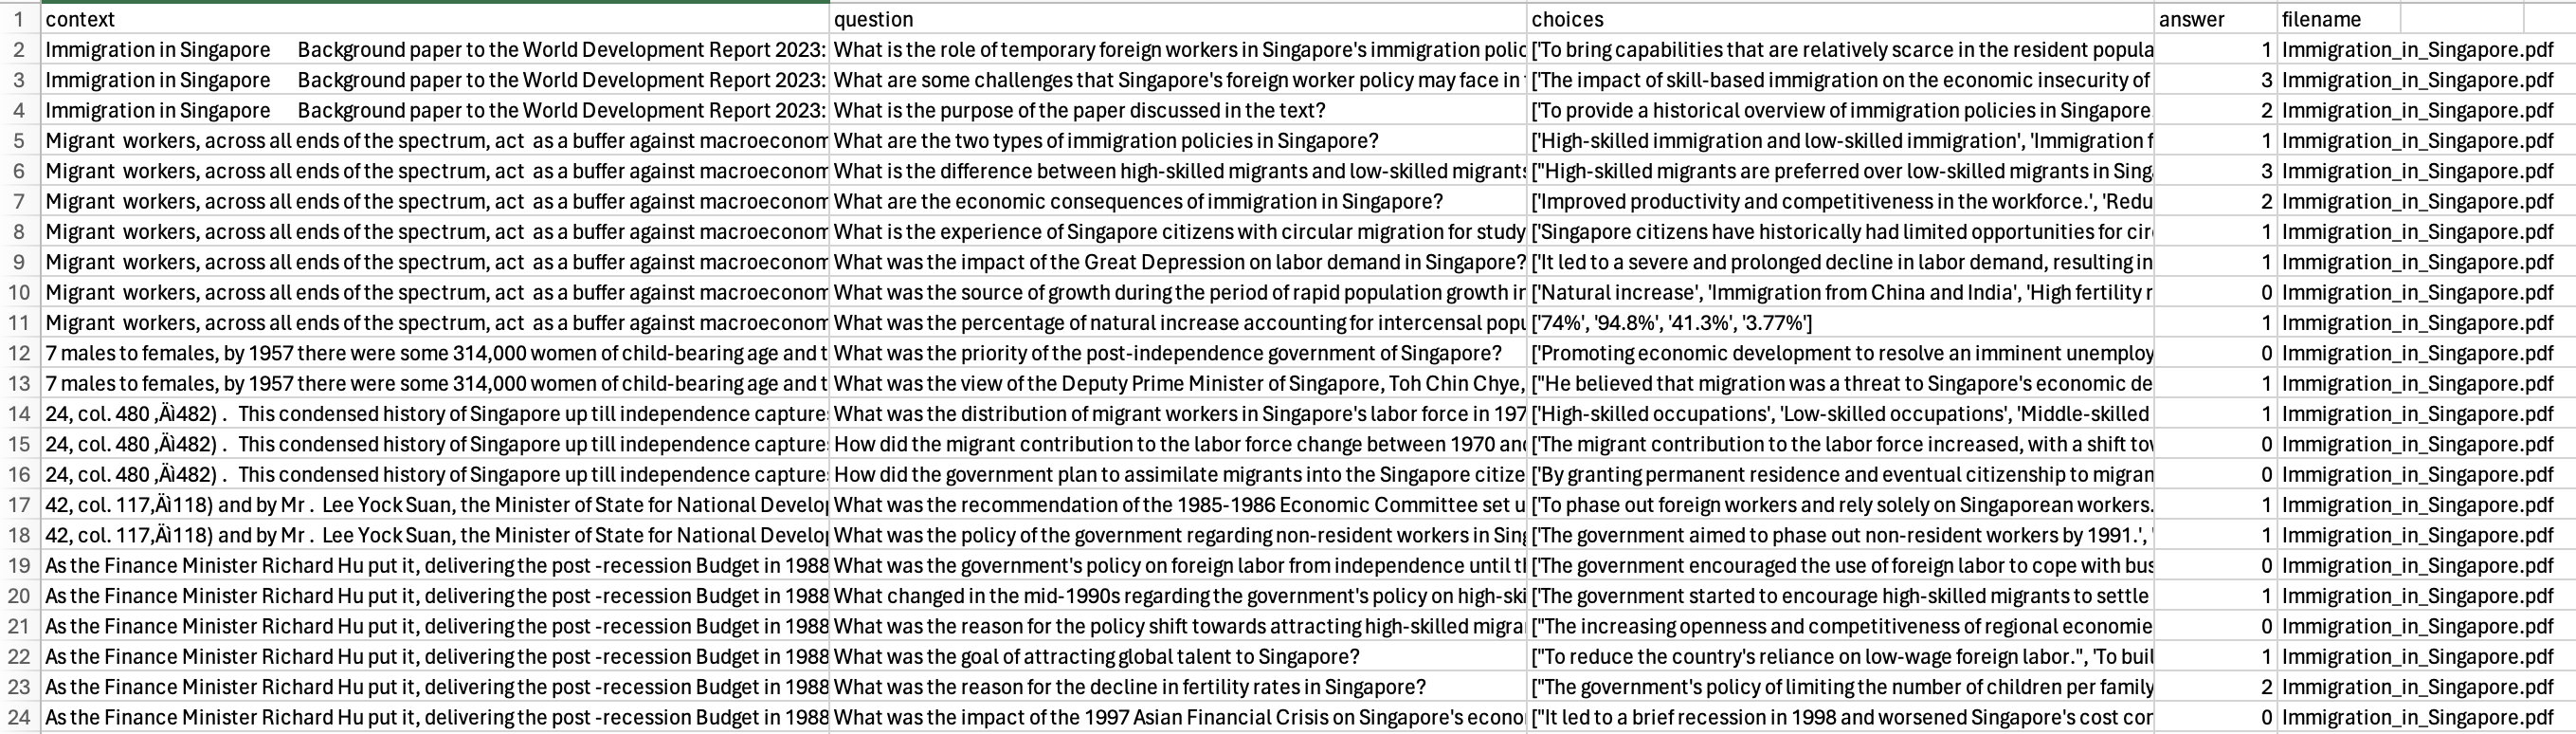 1 context question choices answer filename
2 Immigration in Singapore Background paper to the World Development Report 2023: What is the role of temporary foreign workers in Singapore's immigration polic ['To bring capabilities that are relatively scarce in the resident popula 1 Immigration_in_Singapore.pdf
3 Immigration in Singapore Background paper to the World Development Report 2023: What are some challenges that Singapore's foreign worker policy may face in ['The impact of skill-based immigration on the economic insecurity of 3 Immigration_in_Singapore.pdf
4 Immigration in Singapore Background paper to the World Development Report 2023: What is the purpose of the paper discussed in the text? ['To provide a historical overview of immigration policies in Singapore 2 Immigration_in_Singapore.pdf
5 Migrant workers, across all ends of the spectrum, act as a buffer against macroeconom What are the two types of immigration policies in Singapore? ['High-skilled immigration and low-skilled immigration', 'Immigration f 1 Immigration_in_Singapore.pdf
6 Migrant workers, across all ends of the spectrum, act as a buffer against macroeconom What is the difference between high-skilled migrants and low-skilled migrants ["High-skilled migrants are preferred over low-skilled migrants in Sing 3 Immigration_in_Singapore.pdf
7 Migrant workers, across all ends of the spectrum, act as a buffer against macroeconom What are the economic consequences of immigration in Singapore? ['Improved productivity and competitiveness in the workforce.', 'Redu 2 Immigration_in_Singapore.pdf
8 Migrant workers, across all ends of the spectrum, act as a buffer against macroeconom What is the experience of Singapore citizens with circular migration for study ['Singapore citizens have historically had limited opportunities for cir 1 Immigration_in_Singapore.pdf
9 Migrant workers, across all ends of the spectrum, act as a buffer against macroeconom What was the impact of the Great Depression on labor demand in Singapore? ['It led to a severe and prolonged decline in labor demand, resulting in 1 Immigration_in_Singapore.pdf
10 Migrant workers, across all ends of the spectrum, act as a buffer against macroeconom What was the source of growth during the period of rapid population growth in ['Natural increase', 'Immigration from China and India', 'High fertility r 0 Immigration_in_Singapore.pdf
11 Migrant workers, across all ends of the spectrum, act as a buffer against macroeconom What was the percentage of natural increase accounting for intercensal popu ['74%', '94.8%', '41.3%', '3.77%'] 1 Immigration_in_Singapore.pdf
12 7 males to females, by 1957 there were some 314,000 women of child-bearing age and t What was the priority of the post-independence government of Singapore? ['Promoting economic development to resolve an imminent unemploy 0 Immigration_in_Singapore.pdf
13 7 males to females, by 1957 there were some 314,000 women of child-bearing age and t What was the view of the Deputy Prime Minister of Singapore, Toh Chin Chye, ["He believed that migration was a threat to Singapore's economic de 1 Immigration_in_Singapore.pdf
14 24, col. 480 ‚Äì482) . This condensed history of Singapore up till independence capture What was the distribution of migrant workers in Singapore's labor force in 197 ['High-skilled occupations', 'Low-skilled occupations', 'Middle-skilled 1 Immigration_in_Singapore.pdf
15 24, col. 480 ‚Äì482) . This condensed history of Singapore up till independence capture How did the migrant contribution to the labor force change between 1970 and ['The migrant contribution to the labor force increased, with a shift tow 0 Immigration_in_Singapore.pdf
16 24, col. 480 ‚Äì482) . This condensed history of Singapore up till independence capture How did the government plan to assimilate migrants into the Singapore citize ['By granting permanent residence and eventual citizenship to migran 0 Immigration_in_Singapore.pdf
17 42, col. 117‚Äì118) and by Mr . Lee Yock Suan, the Minister of State for National Develo What was the recommendation of the 1985-1986 Economic Committee set u ['To phase out foreign workers and rely solely on Singaporean workers. 1 Immigration_in_Singapore.pdf
18 42, col. 117‚Äì118) and by Mr . Lee Yock Suan, the Minister of State for National Develo What was the policy of the government regarding non-resident workers in Sing ['The government aimed to phase out non-resident workers by 1991.', ' 1 Immigration_in_Singapore.pdf
19 As the Finance Minister Richard Hu put it, delivering the post -recession Budget in 1988 What was the government's policy on foreign labor from independence until t ['The government encouraged the use of foreign labor to cope with bus 0 Immigration_in_Singapore.pdf
20 As the Finance Minister Richard Hu put it, delivering the post -recession Budget in 1988 What changed in the mid-1990s regarding the government's policy on high-ski ['The government started to encourage high-skilled migrants to settle 1 Immigration_in_Singapore.pdf
21 As the Finance Minister Richard Hu put it, delivering the post -recession Budget in 1988 What was the reason for the policy shift towards attracting high-skilled migra ["The increasing openness and competitiveness of regional economie 0 Immigration_in_Singapore.pdf
22 As the Finance Minister Richard Hu put it, delivering the post -recession Budget in 1988 What was the goal of attracting global talent to Singapore? ["To reduce the country's reliance on low-wage foreign labor.", 'To buil 1 Immigration_in_Singapore.pdf
23 As the Finance Minister Richard Hu put it, delivering the post -recession Budget in 1988 What was the reason for the decline in fertility rates in Singapore? ["The government's policy of limiting the number of children per family 2 Immigration_in_Singapore.pdf
24 As the Finance Minister Richard Hu put it, delivering the post -recession Budget in 1988 What was the impact of the 1997 Asian Financial Crisis on Singapore's econo ["It led to a brief recession in 1998 and worsened Singapore's cost cor 0 Immigration_in_Singapore.pdf